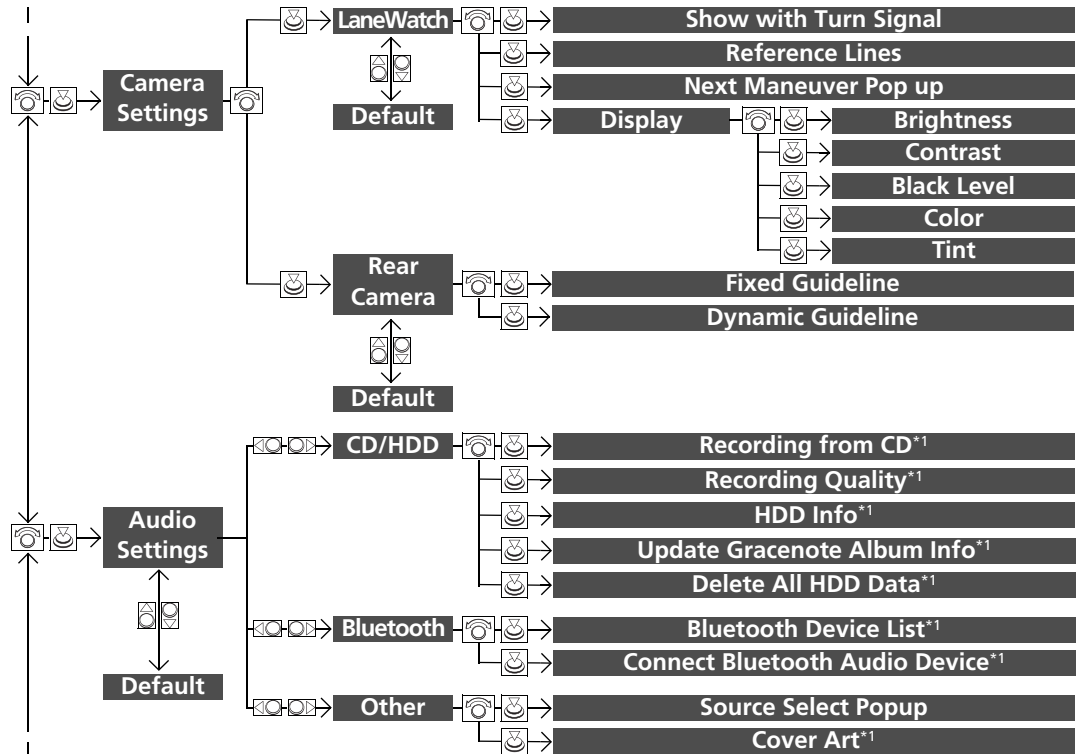 LaneWatch
Show with Turn Signal
Reference Lines
Camera
Settings
Next Maneuver Pop up
Default
Display
Brightness
Contrast
Black Level
Color
Tint
Rear
Camera
Fixed Guideline
Dynamic Guideline
Default
CD/HDD
Recording from CD*1
Recording Quality*1
Audio
Settings
HDD Info*1
Update Gracenote Album Info*1
Delete All HDD Data*1
Bluetooth
Bluetooth Device List*1
Connect Bluetooth Audio Device*1
Default
Other
Source Select Popup
Cover Art*1